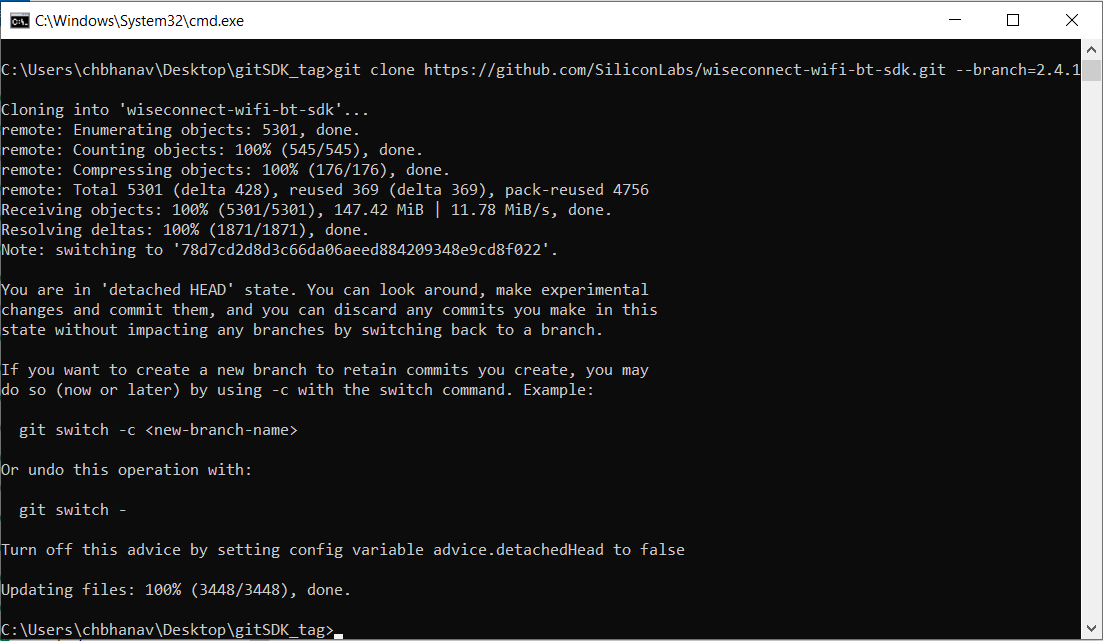 C:\Windows\System32\cmd.exe
C:\Users\chbhanav\Desktop\gitSDK_tag>git clone https://github.com/SiliconLabs/wiseconnect-wifi-bt-sdk.git --branch=2.4.1
Cloning into 'wiseconnect-wifi-bt-sdk'...
remote: Enumerating objects: 5301, done.
remote: Counting objects: 100% (545/545), done.
remote: Compressing objects: 100% (176/176), done.
remote: Total 5301 (delta 428), reused 369 (delta 369), pack-reused 4756
Receiving objects: 100% (5301/5301), 147.42 MiB | 11.78 MiB/s, done.
Resolving deltas: 100% (1871/1871), done.
Note: switching to '78d7cd2d8d3c66da06aeed884209348e9cd8f022'.
You are in 'detached HEAD' state. You can look around, make experimental
changes and commit them, and you can discard any commits you make in this
state without impacting any branches by switching back to a branch.
If you want to create a new branch to retain commits you create, you may
do so (now or later) by using -c with the switch command. Example:
git switch -c <new-branch-name>
Or undo this operation with:
git switch -
Turn off this advice by setting config variable advice.detachedHead to false
Updating files: 100% (3448/3448), done.
C:\Users\chbhanav\Desktop\gitSDK_tag>